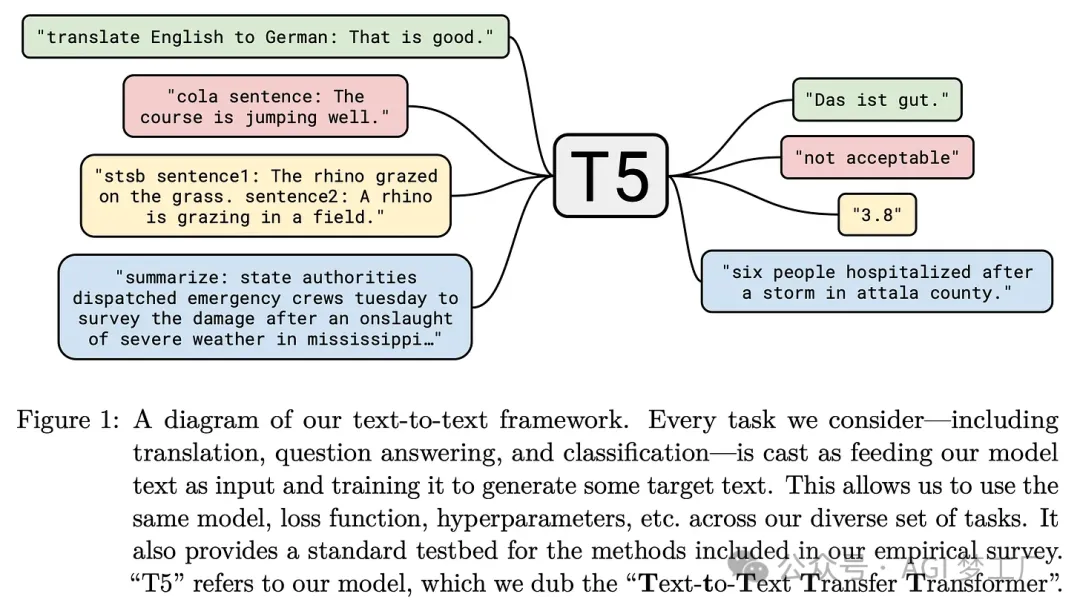 "translate English to German: That is good."
"cola sentence: The
course is jumping well."
"stsb sentence1: The rhino grazed
on the grass. sentence2: A rhino
is grazing in a field."
"summarize: state authorities
dispatched emergency crews tuesday to
survey the damage after an onslaught
of severe weather in mississippi…"
T5
"Das ist gut."
"not acceptable"
"3.8"
"six people hospitalized after
a storm in attala county."
Figure 1: A diagram of our text-to-text framework. Every task we consider—including
translation, question answering, and classification—is cast as feeding our model
text as input and training it to generate some target text. This allows us to use the
same model, loss function, hyperparameters, etc. across our diverse set of tasks. It
also provides a standard testbed for the methods included in our empirical survey.
“T5” refers to our model, which we dub the “Text-to-Text Transfer Transformer”.
公众号 · AGI 梦工厂